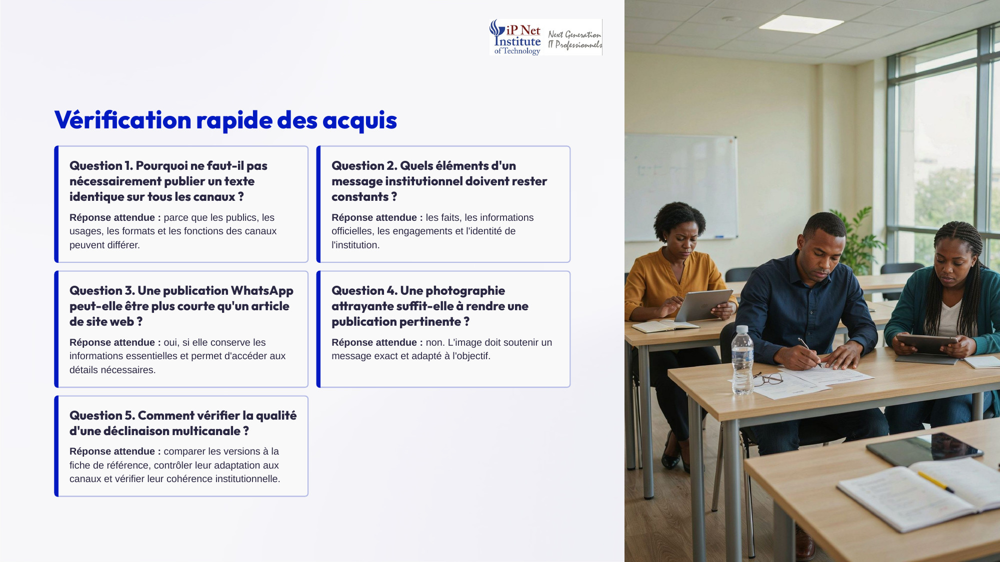 iP Net
Institute
of Technology
Next Generation
IT Professionnels
Vérification rapide des acquis
Question 1. Pourquoi ne faut-il pas
nécessairement publier un texte
identique sur tous les canaux ?
Réponse attendue : parce que les publics, les
usages, les formats et les fonctions des canaux
peuvent différer.
Question 2. Quels éléments d'un
message institutionnel doivent rester
constants ?
Réponse attendue : les faits, les informations
officielles, les engagements et l'identité de
l'institution.
Question 3. Une publication WhatsApp
peut-elle être plus courte qu'un article
de site web ?
Réponse attendue : oui, si elle conserve les
informations essentielles et permet d'accéder aux
détails nécessaires.
Question 4. Une photographie
attrayante suffit-elle à rendre une
publication pertinente ?
Réponse attendue : non. L'image doit soutenir un
message exact et adapté à l'objectif.
Question 5. Comment vérifier la qualité
d'une déclinaison multicanale ?
Réponse attendue : comparer les versions à la
fiche de référence, contrôler leur adaptation aux
canaux et vérifier leur cohérence institutionnelle.